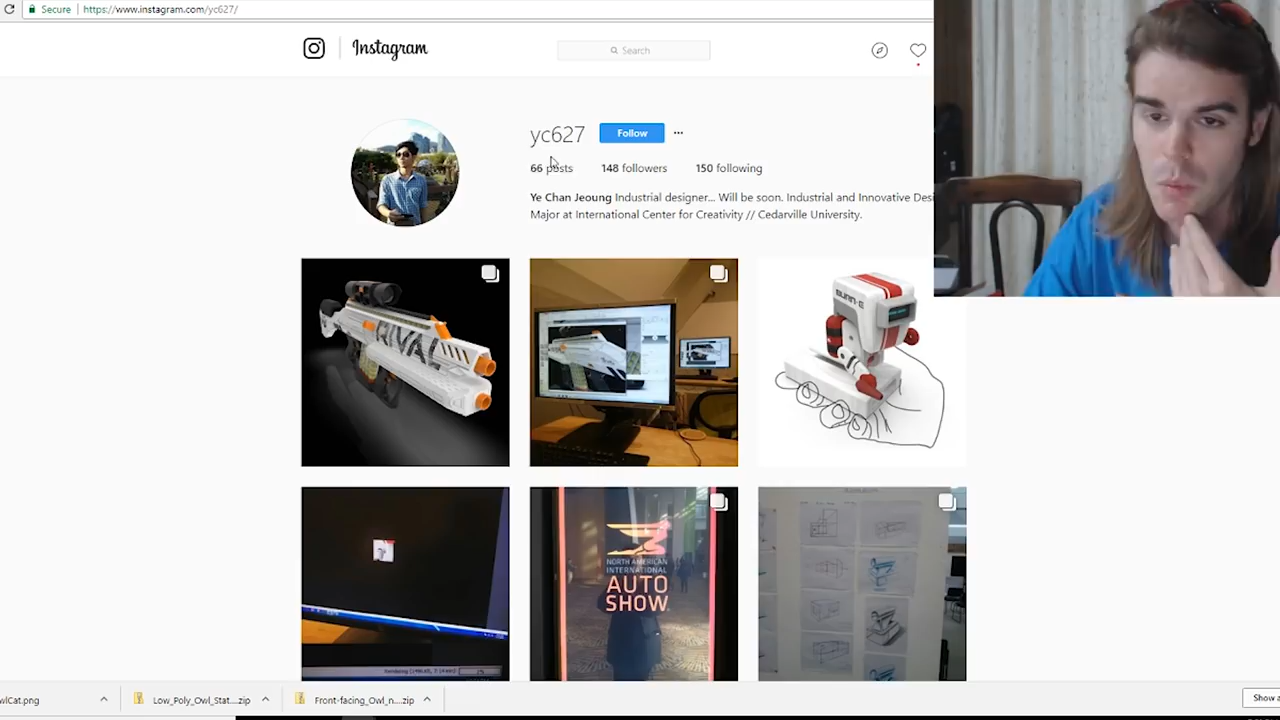 Secure
https://www.instagram.com/yc627/
Instagram
Search
yc627
Follow
66 posts
148 followers
150 following
Ye Chan Jeoung Industrial designer... Will be soon. Industrial and Innovative Desi
Major at International Center for Creativity // Cedarville University.
RIVAL
BURN-E
NORTH AMERICAN
INTERNATIONAL
AUTO
SHOW
wlCat.png
Low_Poly_Owl_Stat....zip
Front-facing_Owl_n....zip
Show a